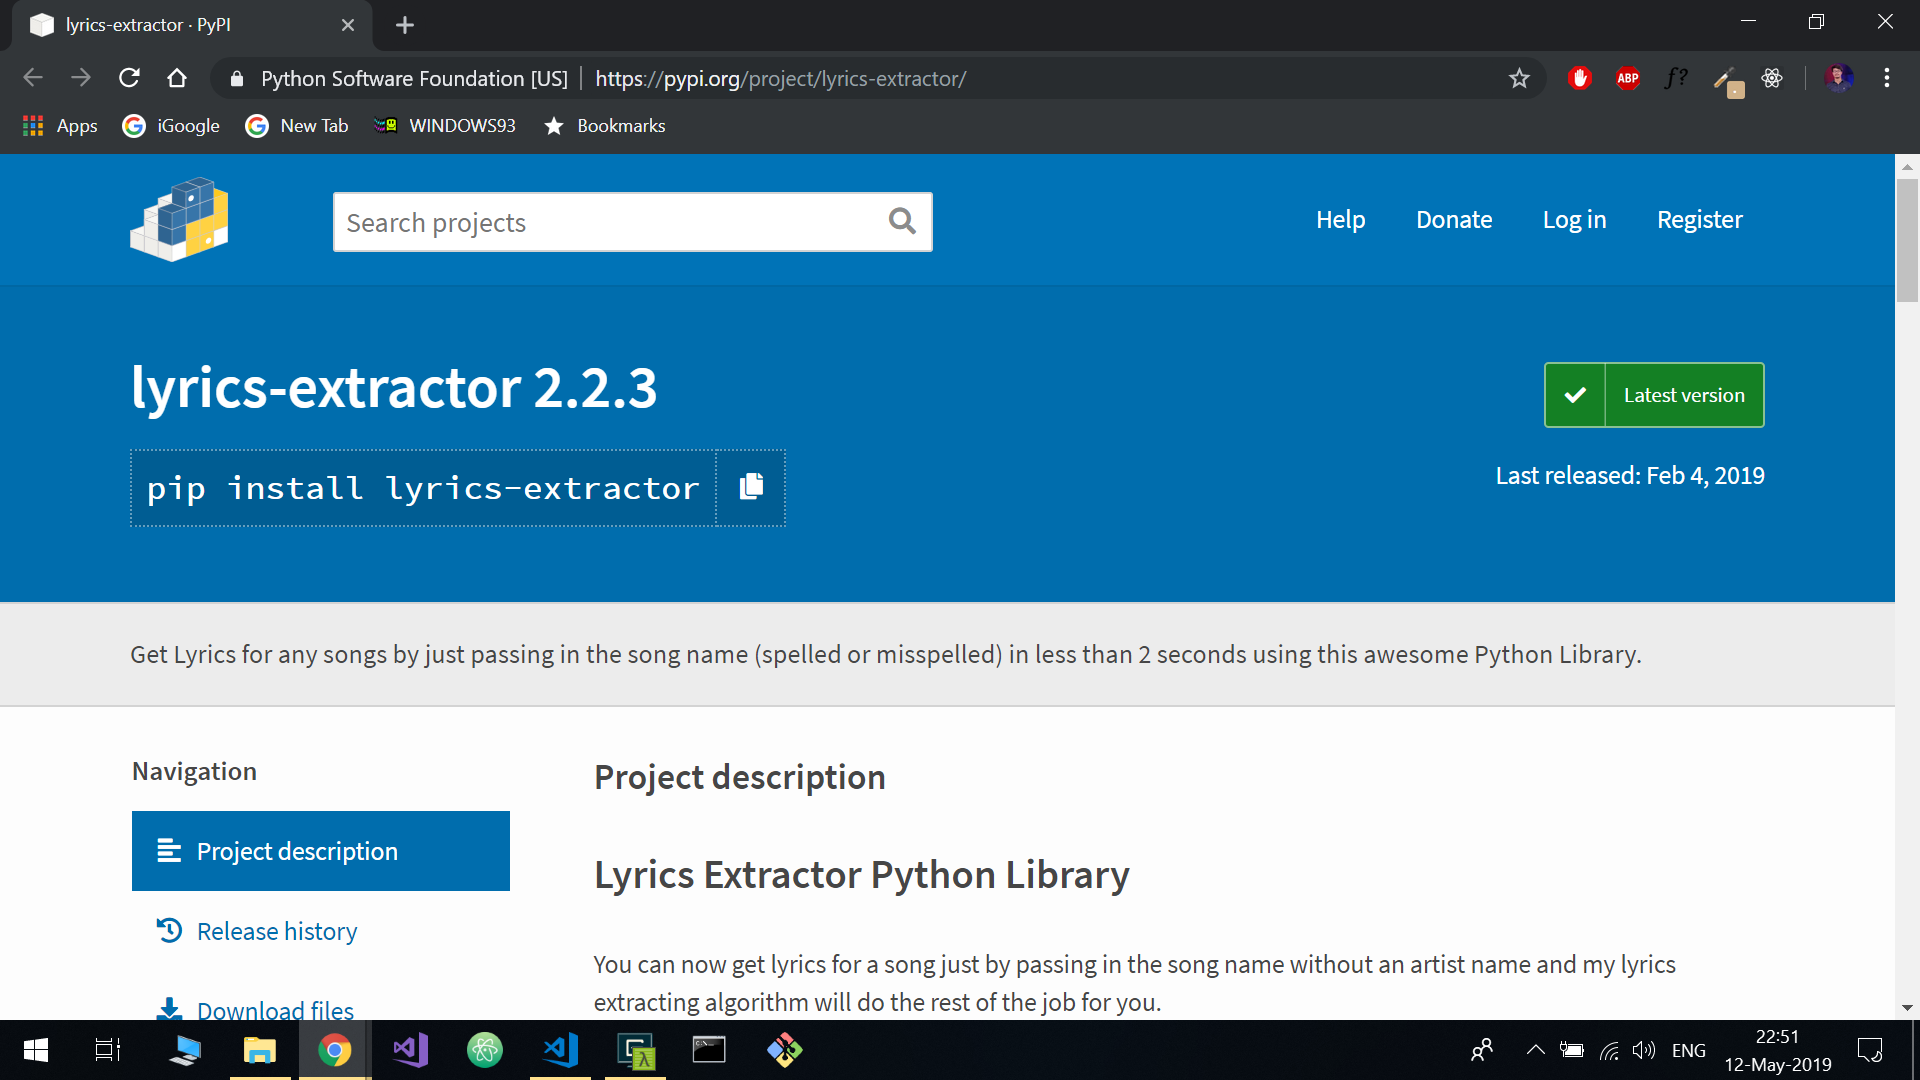 lyrics-extractor · PyPI
Python Software Foundation [US] | https://pypi.org/project/lyrics-extractor/
ABP
f?
Apps iGoogle New Tab WINDOWS93 Bookmarks
Search projects
Help Donate Log in Register
lyrics-extractor 2.2.3
Latest version
pip install lyrics-extractor
Last released: Feb 4, 2019
Get Lyrics for any songs by just passing in the song name (spelled or misspelled) in less than 2 seconds using this awesome Python Library.
Navigation
Project description
Release history
Download files
Project description
Lyrics Extractor Python Library
You can now get lyrics for a song just by passing in the song name without an artist name and my lyrics
extracting algorithm will do the rest of the job for you.
ENG
22:51
12-May-2019